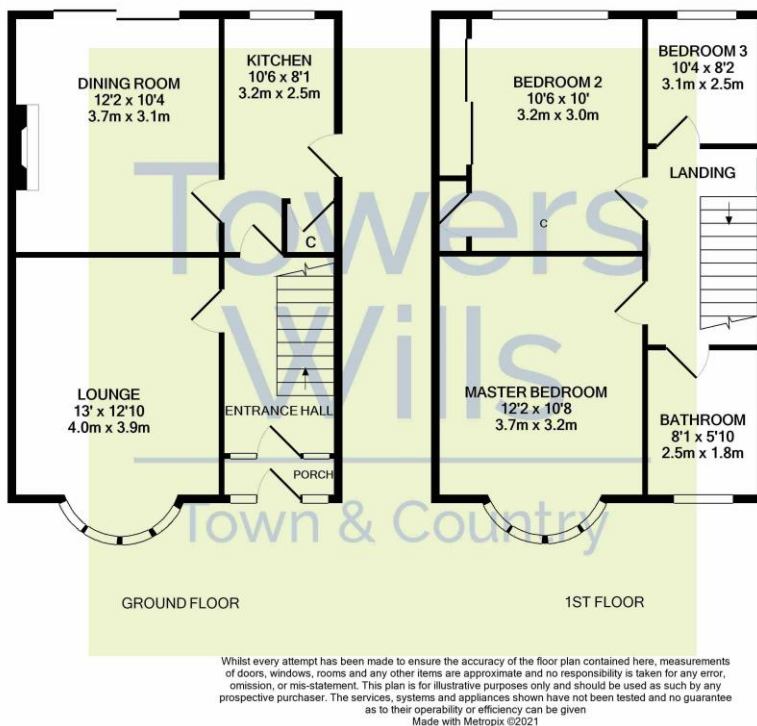 DINING ROOM
12'2 x 10'4
3.7m x 3.1m
KITCHEN
10'6 x 8'1
3.2m x 2.5m
C
LOUNGE
13' x 12'10
4.0m x 3.9m
ENTRANCE HALL
PORCH
GROUND FLOOR
BEDROOM 2
10'6 x 10'
3.2m x 3.0m
C
BEDROOM 3
10'4 x 8'2
3.1m x 2.5m
LANDING
MASTER BEDROOM
12'2 x 10'8
3.7m x 3.2m
BATHROOM
8'1 x 5'10
2.5m x 1.8m
1ST FLOOR
Towers
Wills
Town & Country
Whilst every attempt has been made to ensure the accuracy of the floor plan contained here, measurements
of doors, windows, rooms and any other items are approximate and no responsibility is taken for any error,
omission, or mis-statement. This plan is for illustrative purposes only and should be used as such by any
prospective purchaser. The services, systems and appliances shown have not been tested and no guarantee
as to their operability or efficiency can be given
Made with Metropix ©2021